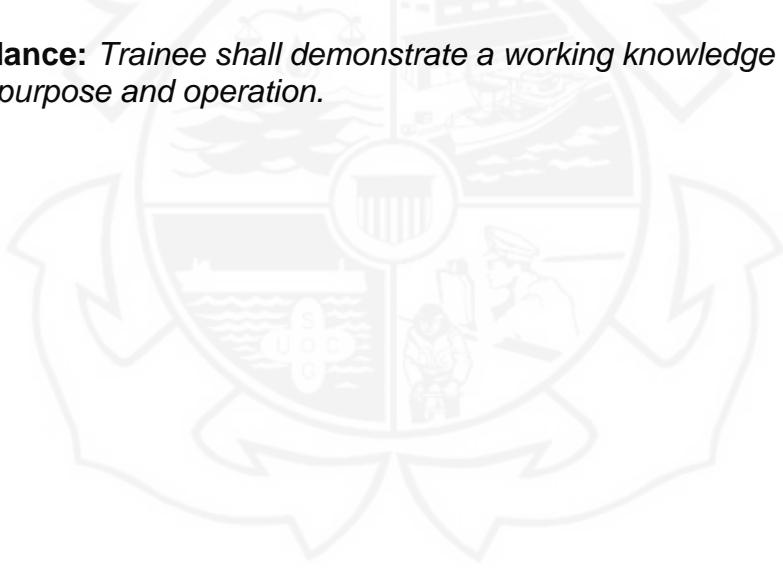 lance: Trainee shall demonstrate a working knowledge
purpose and operation.